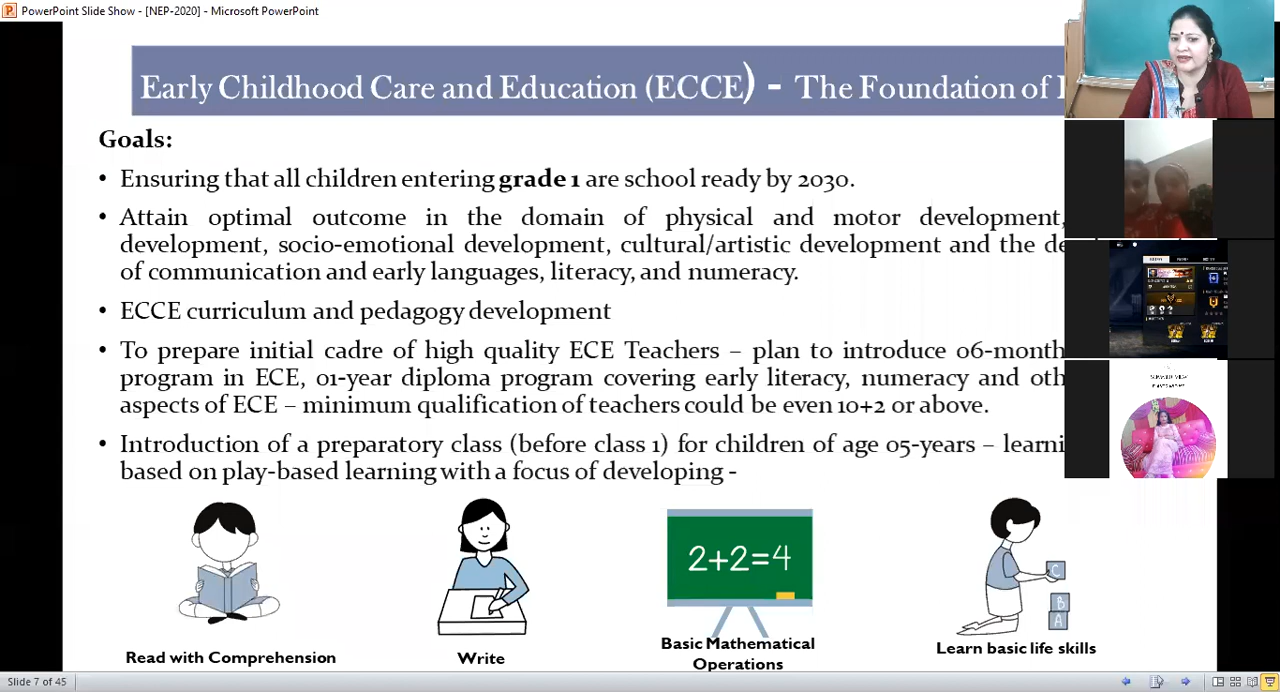 PowerPoint Slide Show - [NEP-2020] - Microsoft PowerPoint
Early Childhood Care and Education (ECCE) - The Foundation of
Goals:
• Ensuring that all children entering grade 1 are school ready by 2030.
• Attain optimal outcome in the domain of physical and motor development,
development, socio-emotional development, cultural/artistic development and the de
of communication and early languages, literacy, and numeracy.
• ECCE curriculum and pedagogy development
• To prepare initial cadre of high quality ECE Teachers – plan to introduce 06-month
program in ECE, 01-year diploma program covering early literacy, numeracy and oth
aspects of ECE – minimum qualification of teachers could be even 10+2 or above.
• Introduction of a preparatory class (before class 1) for children of age 05-years – learni
based on play-based learning with a focus of developing -
2+2=4
C
B
A
Read with Comprehension
Write
Basic Mathematical
Operations
Learn basic life skills
Slide 7 of 45